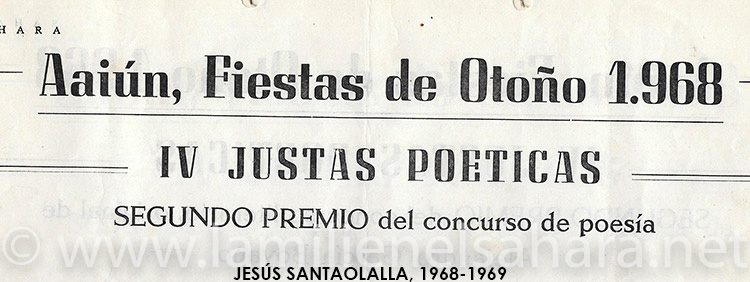 HARA
Aaiún, Fiestas de Otoño 1.968
IV JUSTAS POETICAS
SEGUNDO PREMIO del concurso de poesía
© www.lamilienelsahara.net
JESÚS SANTAOLALLA, 1968-1969